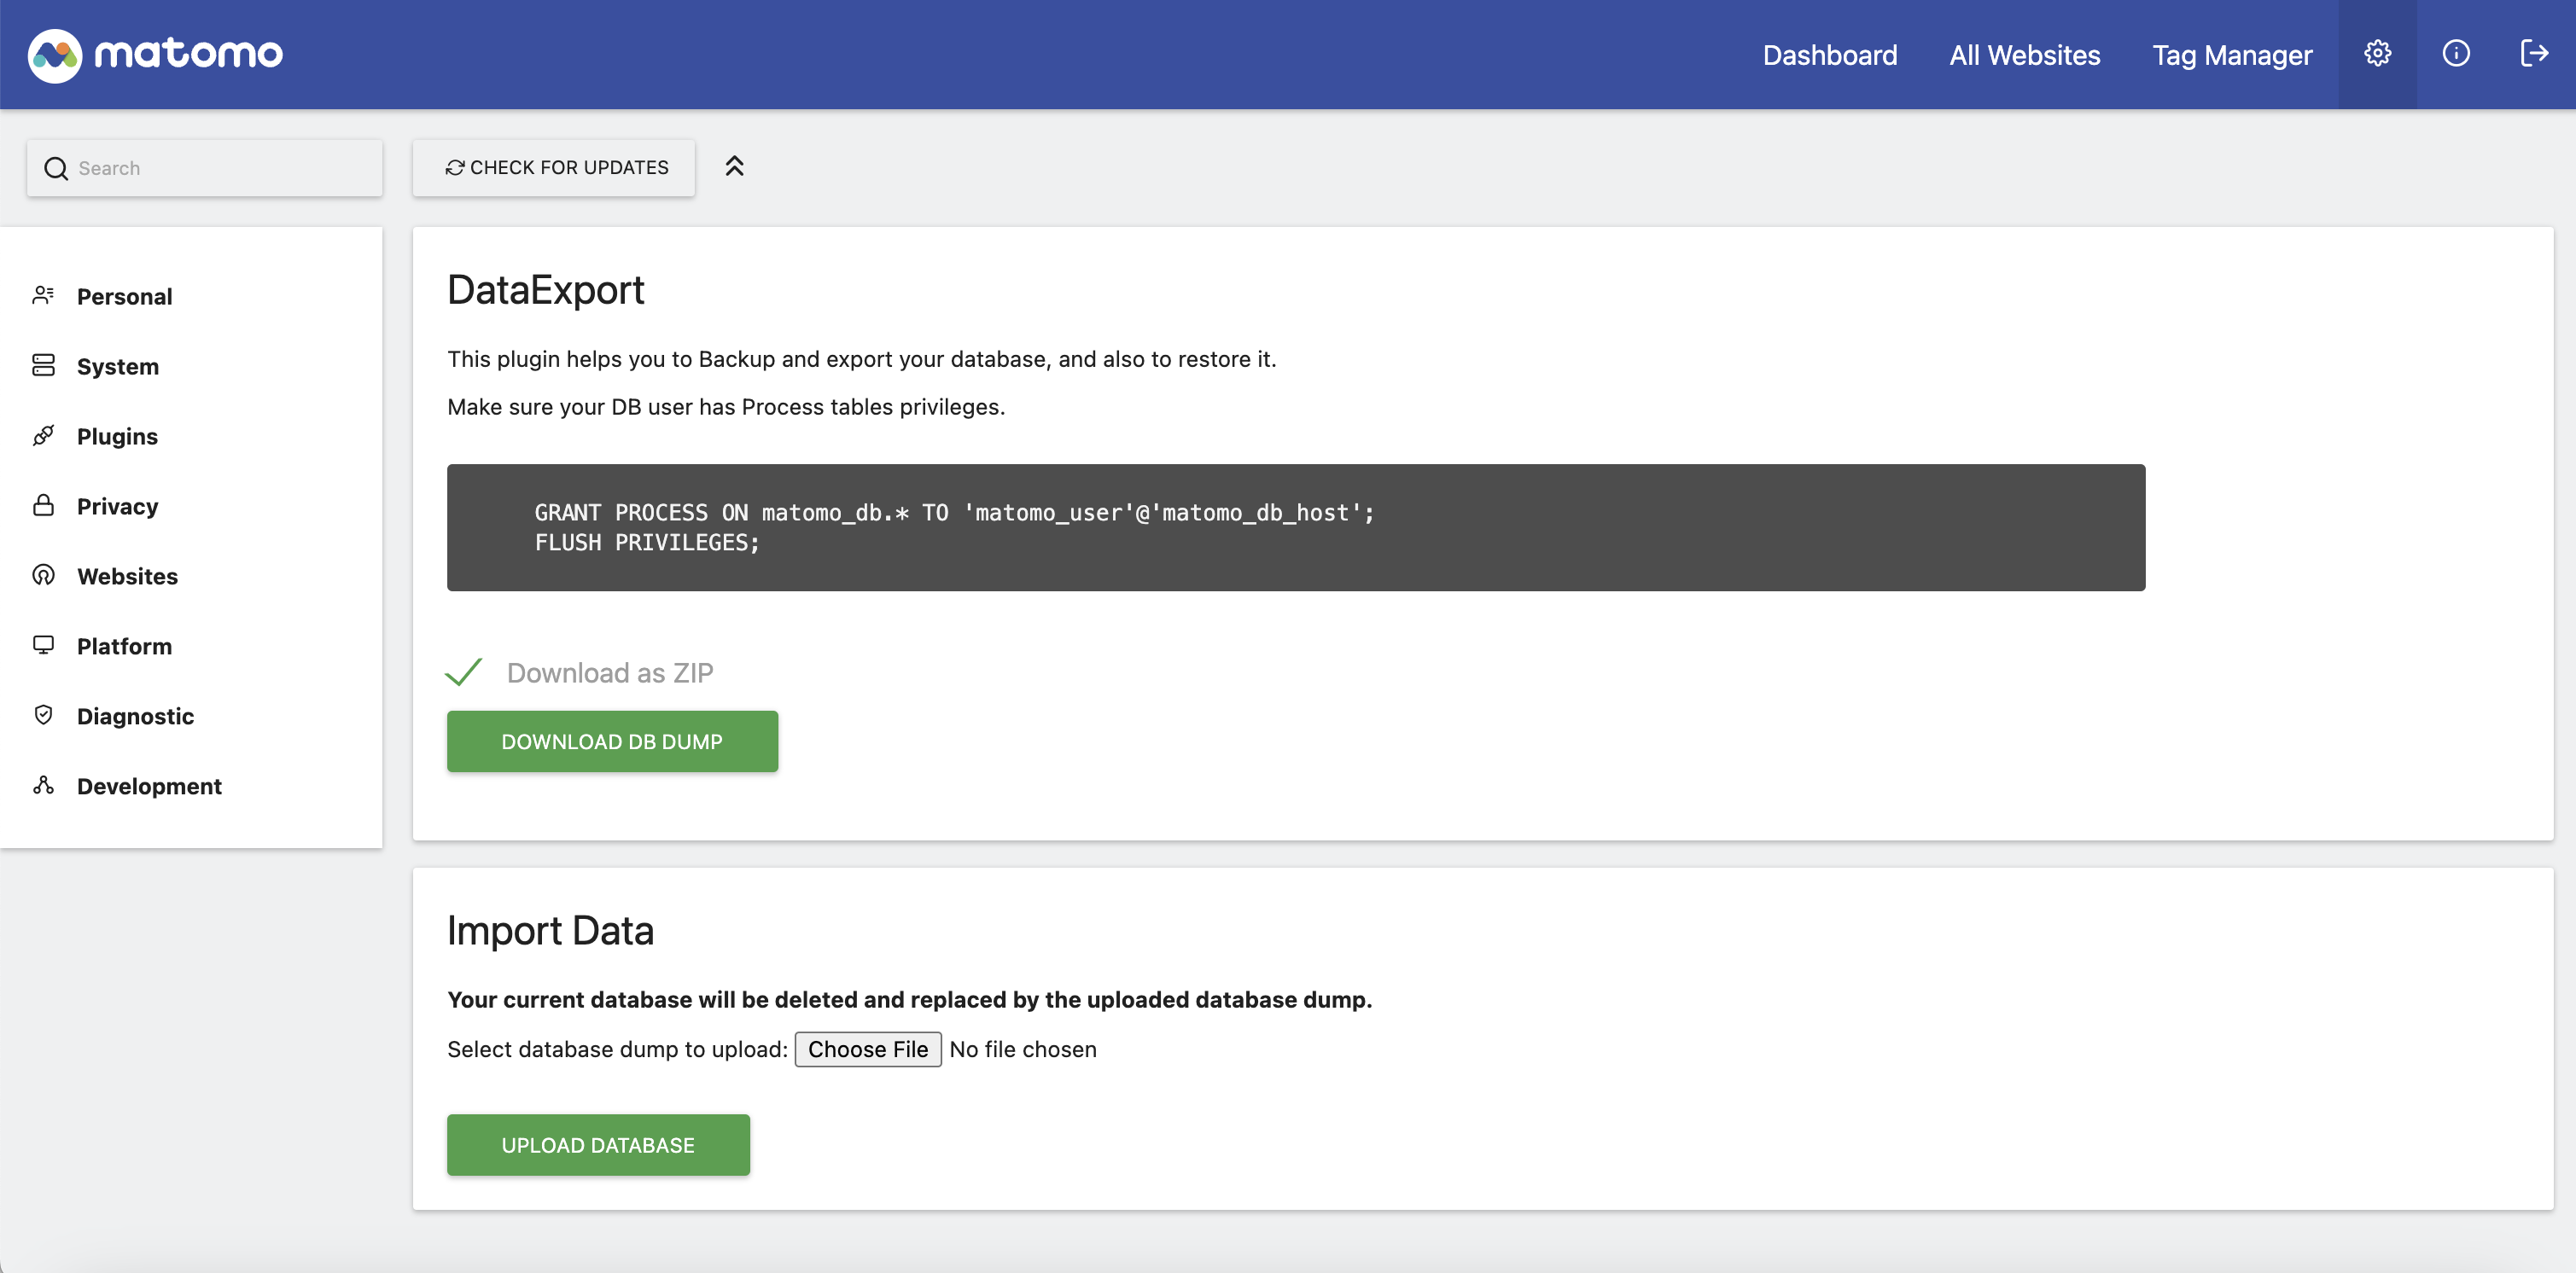 matomo
Dashboard
All Websites
Tag Manager
Search
CHECK FOR UPDATES
Personal
System
Plugins
Privacy
Websites
Platform
Diagnostic
Development
DataExport
This plugin helps you to Backup and export your database, and also to restore it.
Make sure your DB user has Process tables privileges.
GRANT PROCESS ON matomo_db.* TO 'matomo_user'@'matomo_db_host';
FLUSH PRIVILEGES;
Download as ZIP
DOWNLOAD DB DUMP
Import Data
Your current database will be deleted and replaced by the uploaded database dump.
Select database dump to upload: Choose File No file chosen
UPLOAD DATABASE